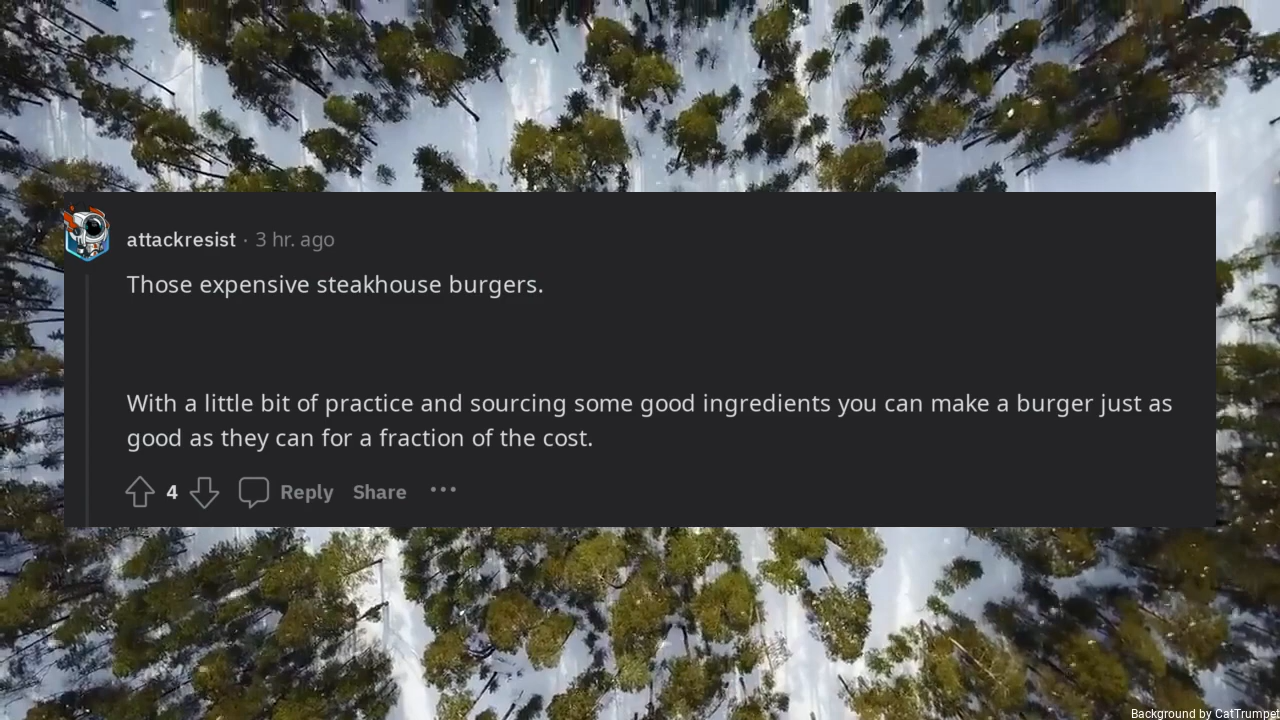 attackresist · 3 hr. ago
Those expensive steakhouse burgers.
With a little bit of practice and sourcing some good ingredients you can make a burger just as
good as they can for a fraction of the cost.
4 Reply Share ···
Background by CatTrumpet